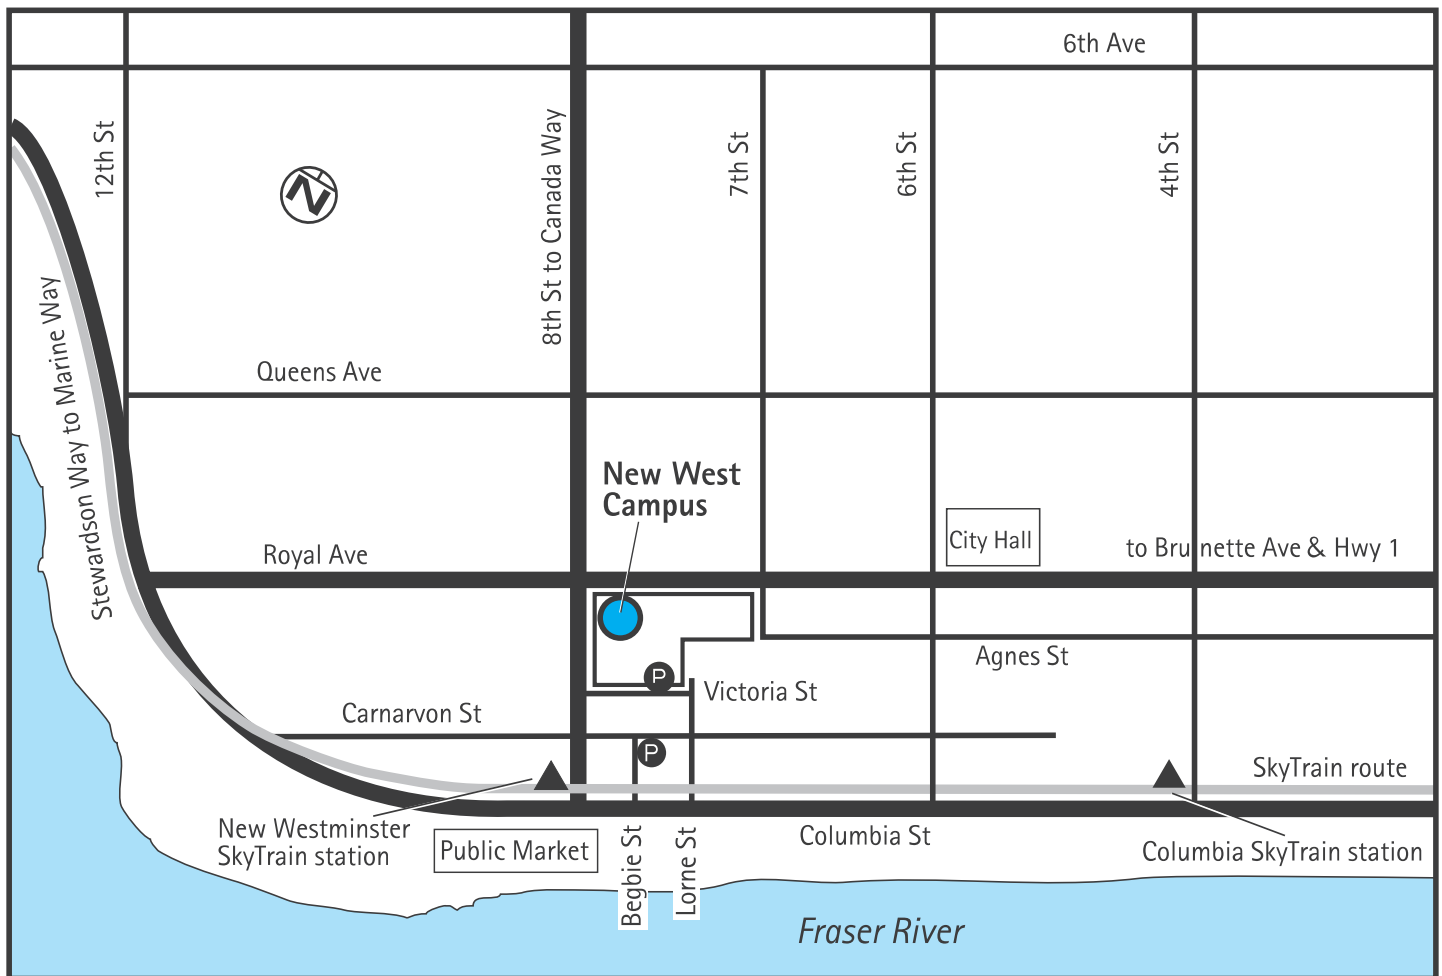 6th Ave
12th St
8th St to Canada Way
7th St
6th St
4th St
N
Stewardson Way to Marine Way
Queens Ave
New West
Campus
City Hall
Royal Ave
to Brunette Ave & Hwy 1
Agnes St
P
Victoria St
Carnarvon St
P
SkyTrain route
New Westminster
SkyTrain station
Public Market
Begbie St
Lorne St
Columbia St
Columbia SkyTrain station
Fraser River